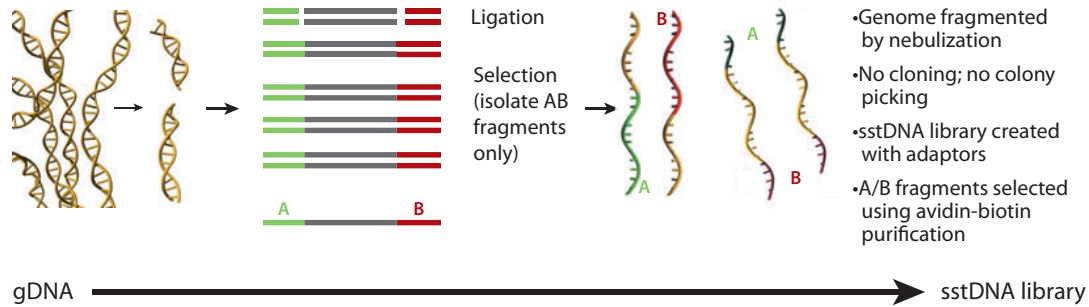 Ligation
Selection
(isolate AB
fragments
only)
A
B
A
B
A
B
•Genome fragmented
by nebulization
•No cloning; no colony
picking
•sstDNA library created
with adaptors
•A/B fragments selected
using avidin-biotin
purification
gDNA
sstDNA library